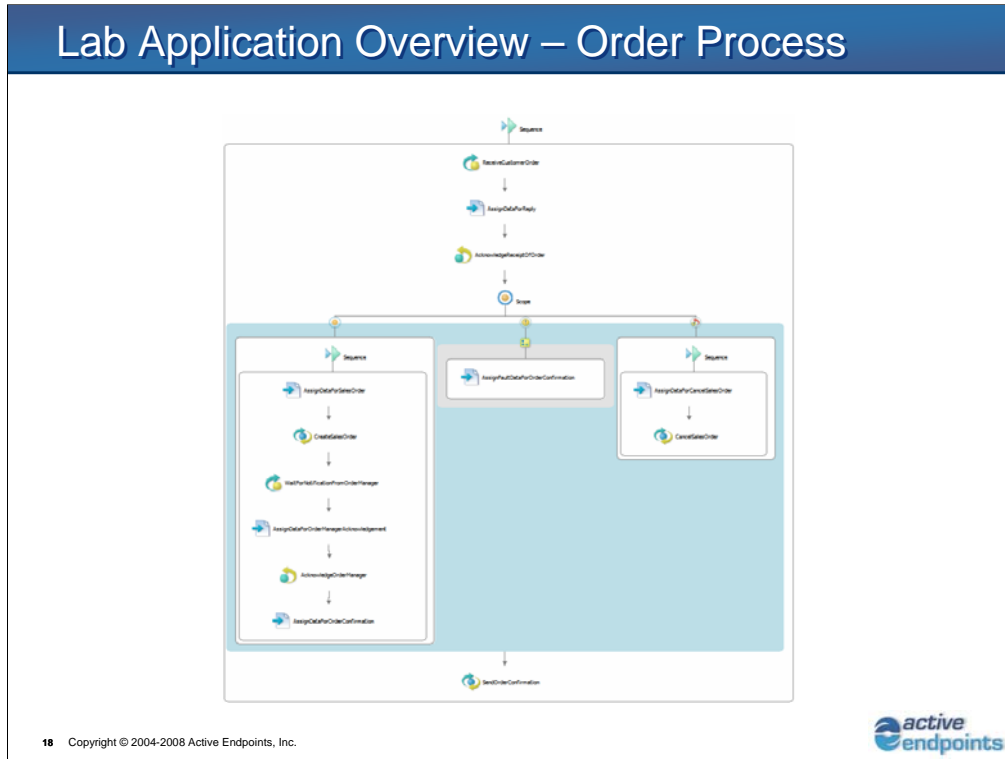 Lab Application Overview – Order Process
Sequence
ReceiveCustomerOrder
AssignDataForReply
AcknowledgeReceiptOfOrder
Scope
Sequence
AssignDataForSalesOrder
CreateSalesOrder
WaitForNotificationFromOrderManager
AssignDataForOrderManagerAcknowledgement
AcknowledgeOrderManager
AssignDataForOrderConfirmation
AssignFaultDataForOrderConfirmation
Sequence
AssignDataForCancelSalesOrder
CancelSalesOrder
SendOrderConfirmation
18 Copyright © 2004-2008 Active Endpoints, Inc.
active
endpoints